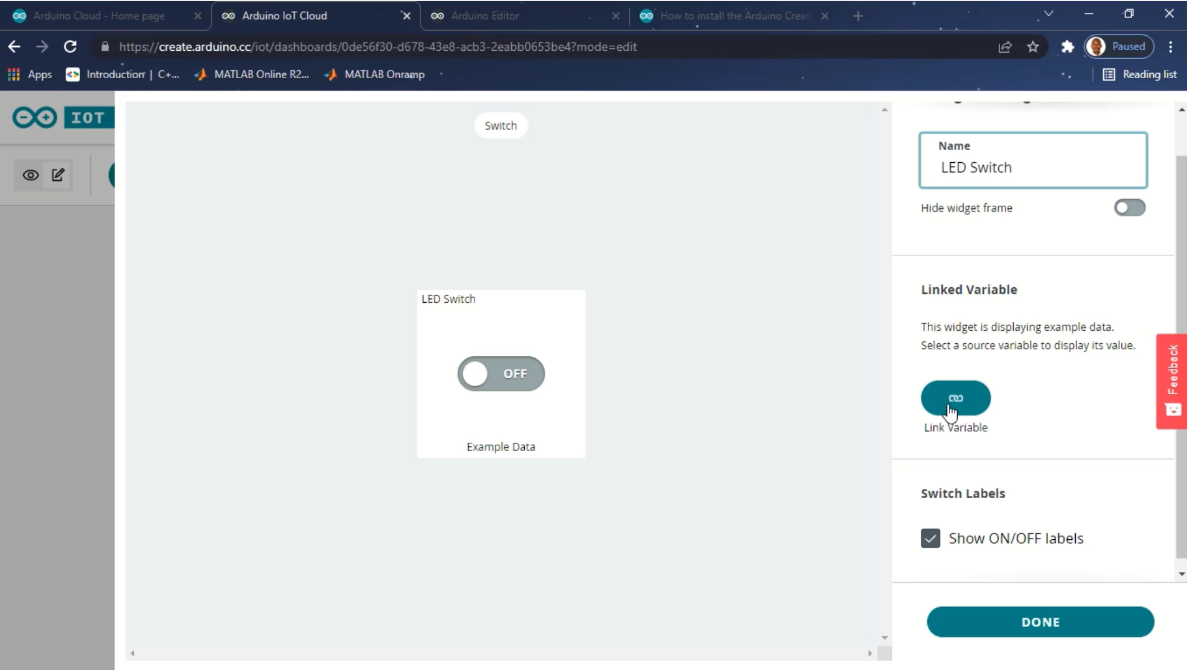 Arduino Cloud - Home page
Arduino IoT Cloud
Arduino Editor
How to install the Arduino Creat
https://create.arduino.cc/iot/dashboards/0de56f30-d678-43e8-acb3-2eabb0653be4?mode=edit
Paused
Apps
Introduction | C+...
MATLAB Online R2...
MATLAB Onramp
Reading list
IOT
Switch
Name
LED Switch
Hide widget frame
LED Switch
OFF
Example Data
Linked Variable
This widget is displaying example data.
Select a source variable to display its value.
Link Variable
Feedback
Switch Labels
Show ON/OFF labels
DONE